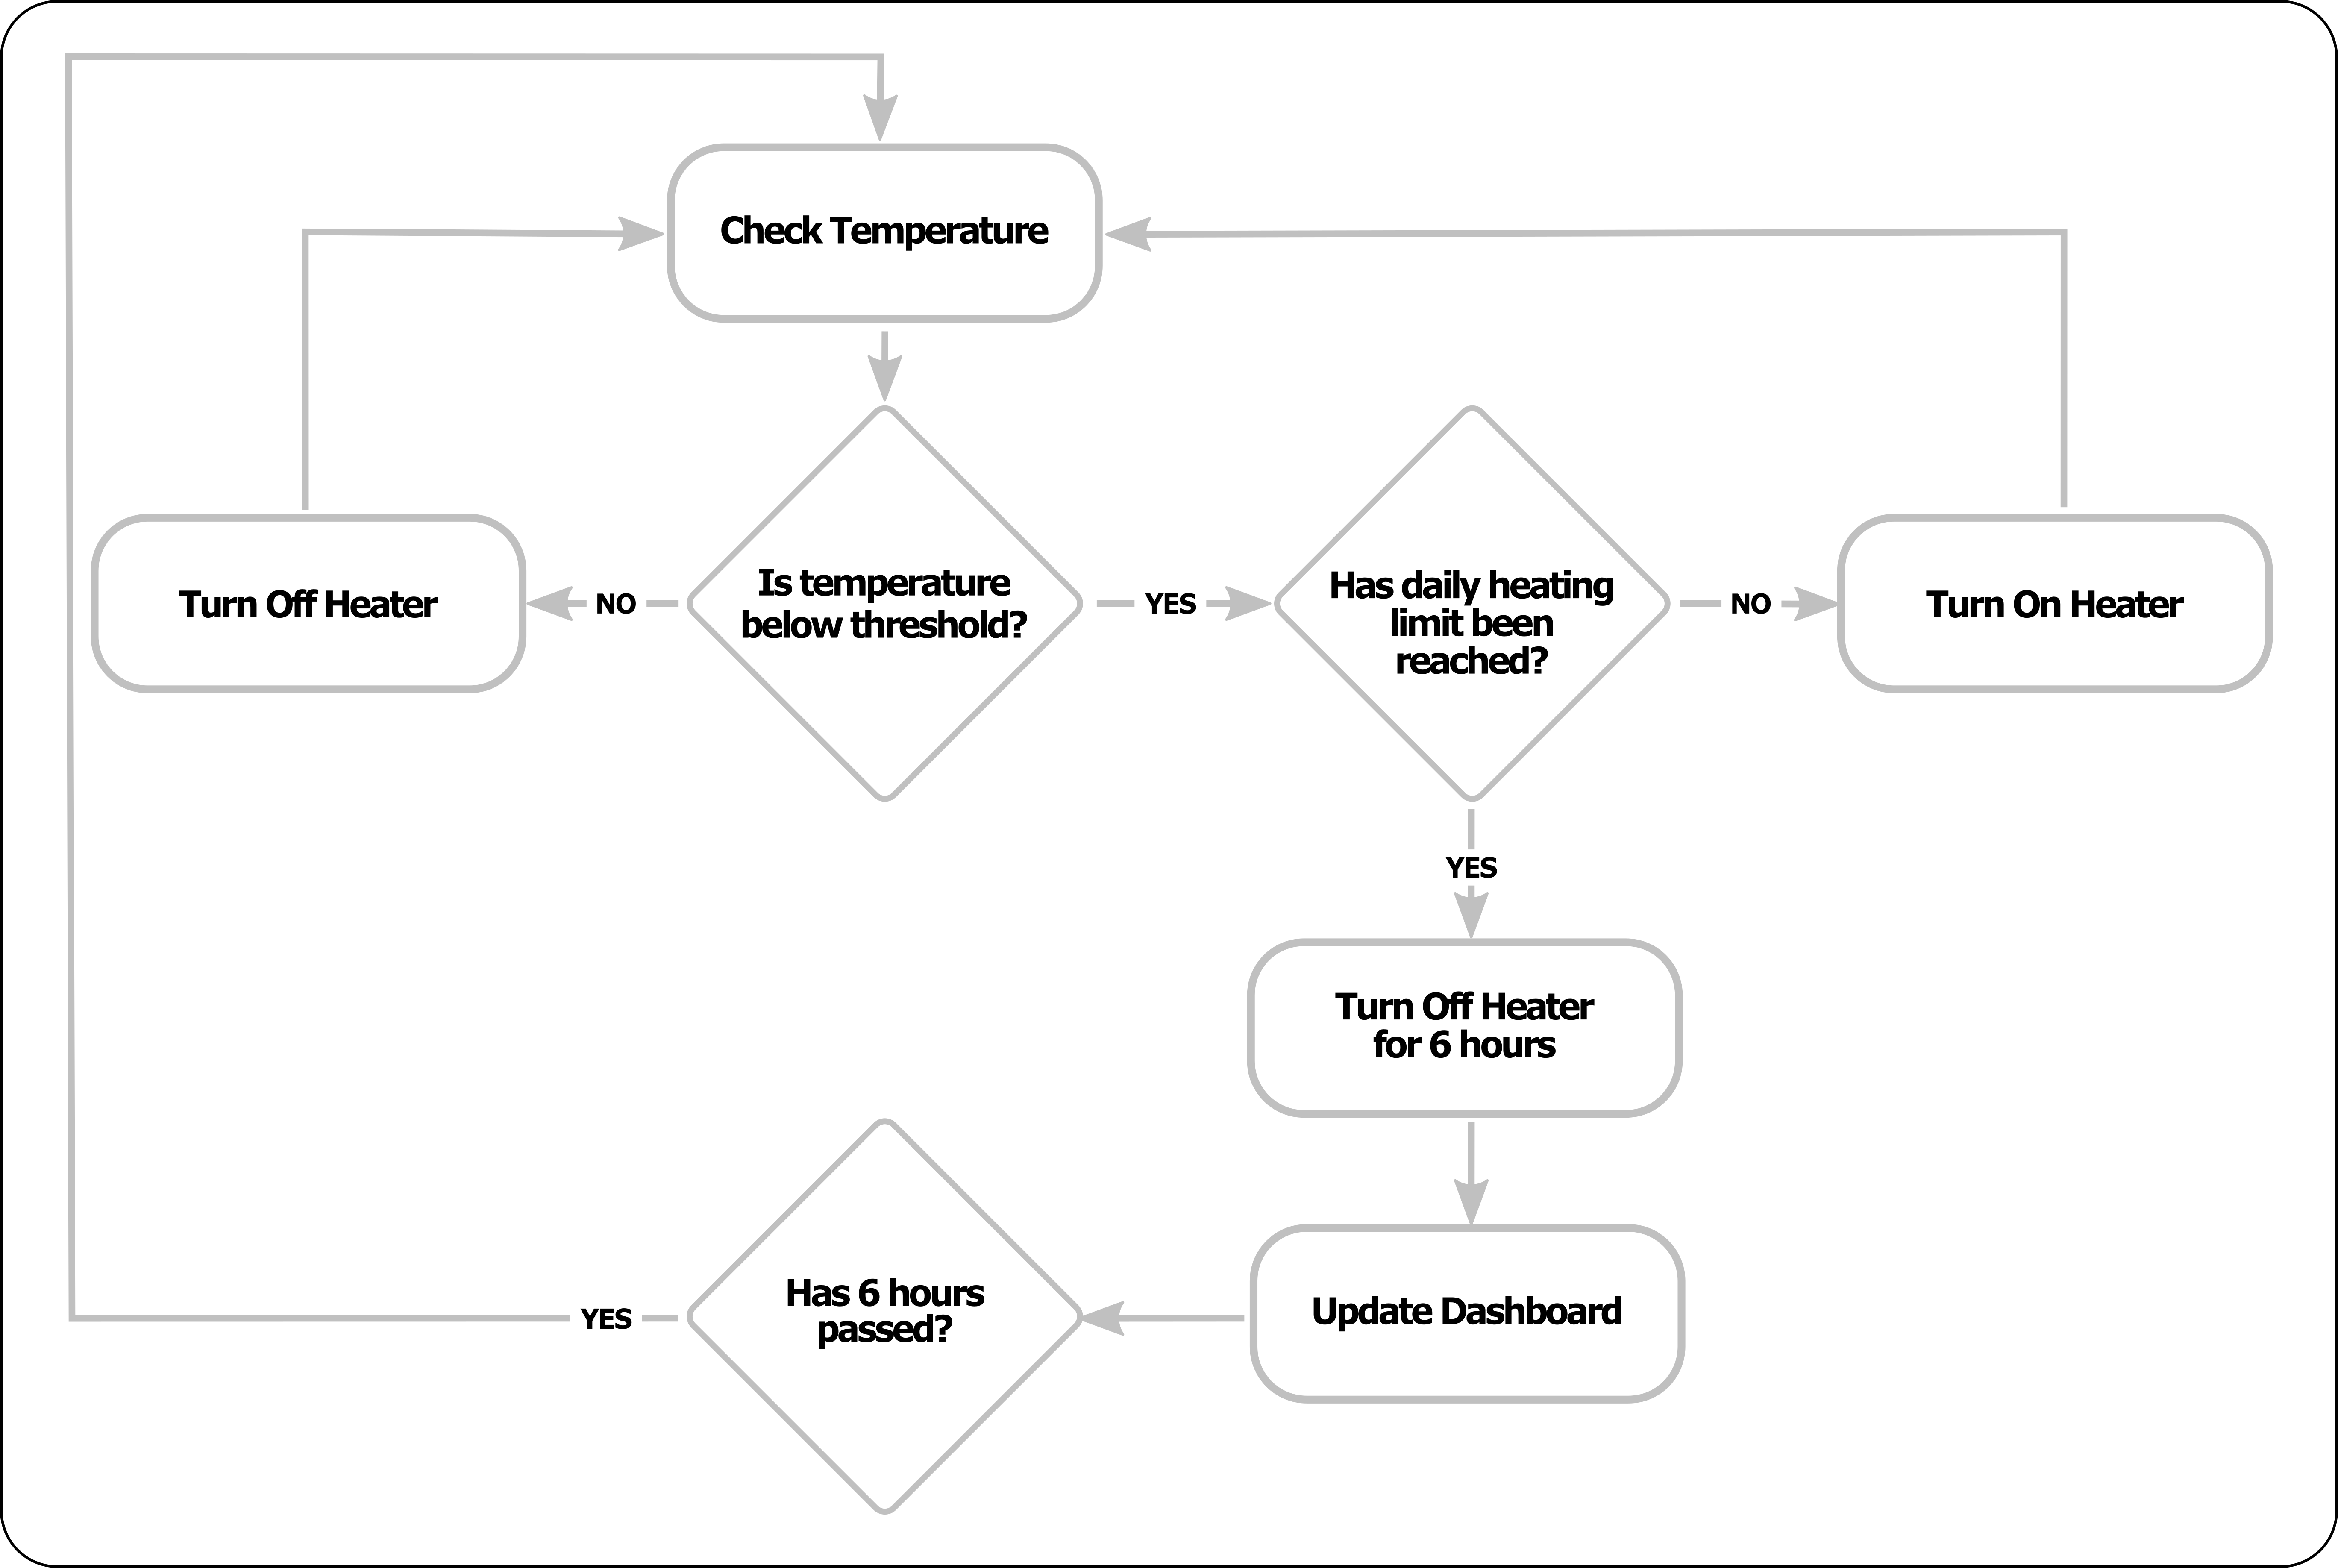 Check Temperature
Turn Off Heater
NO
Is temperature
below threshold?
YES
Has daily heating
limit been
reached?
NO
Turn On Heater
YES
Turn Off Heater
for 6 hours
Update Dashboard
Has 6 hours
passed?
YES